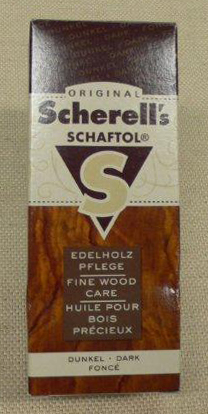 ORIGINAL
Scherell's
SCHAFTOL®
S
EDELHOLZ
PFLEGE
FINE WOOD
CARE
HUILE POUR
BOIS
PRÉCIEUX
DUNKEL · DARK
FONCÉ